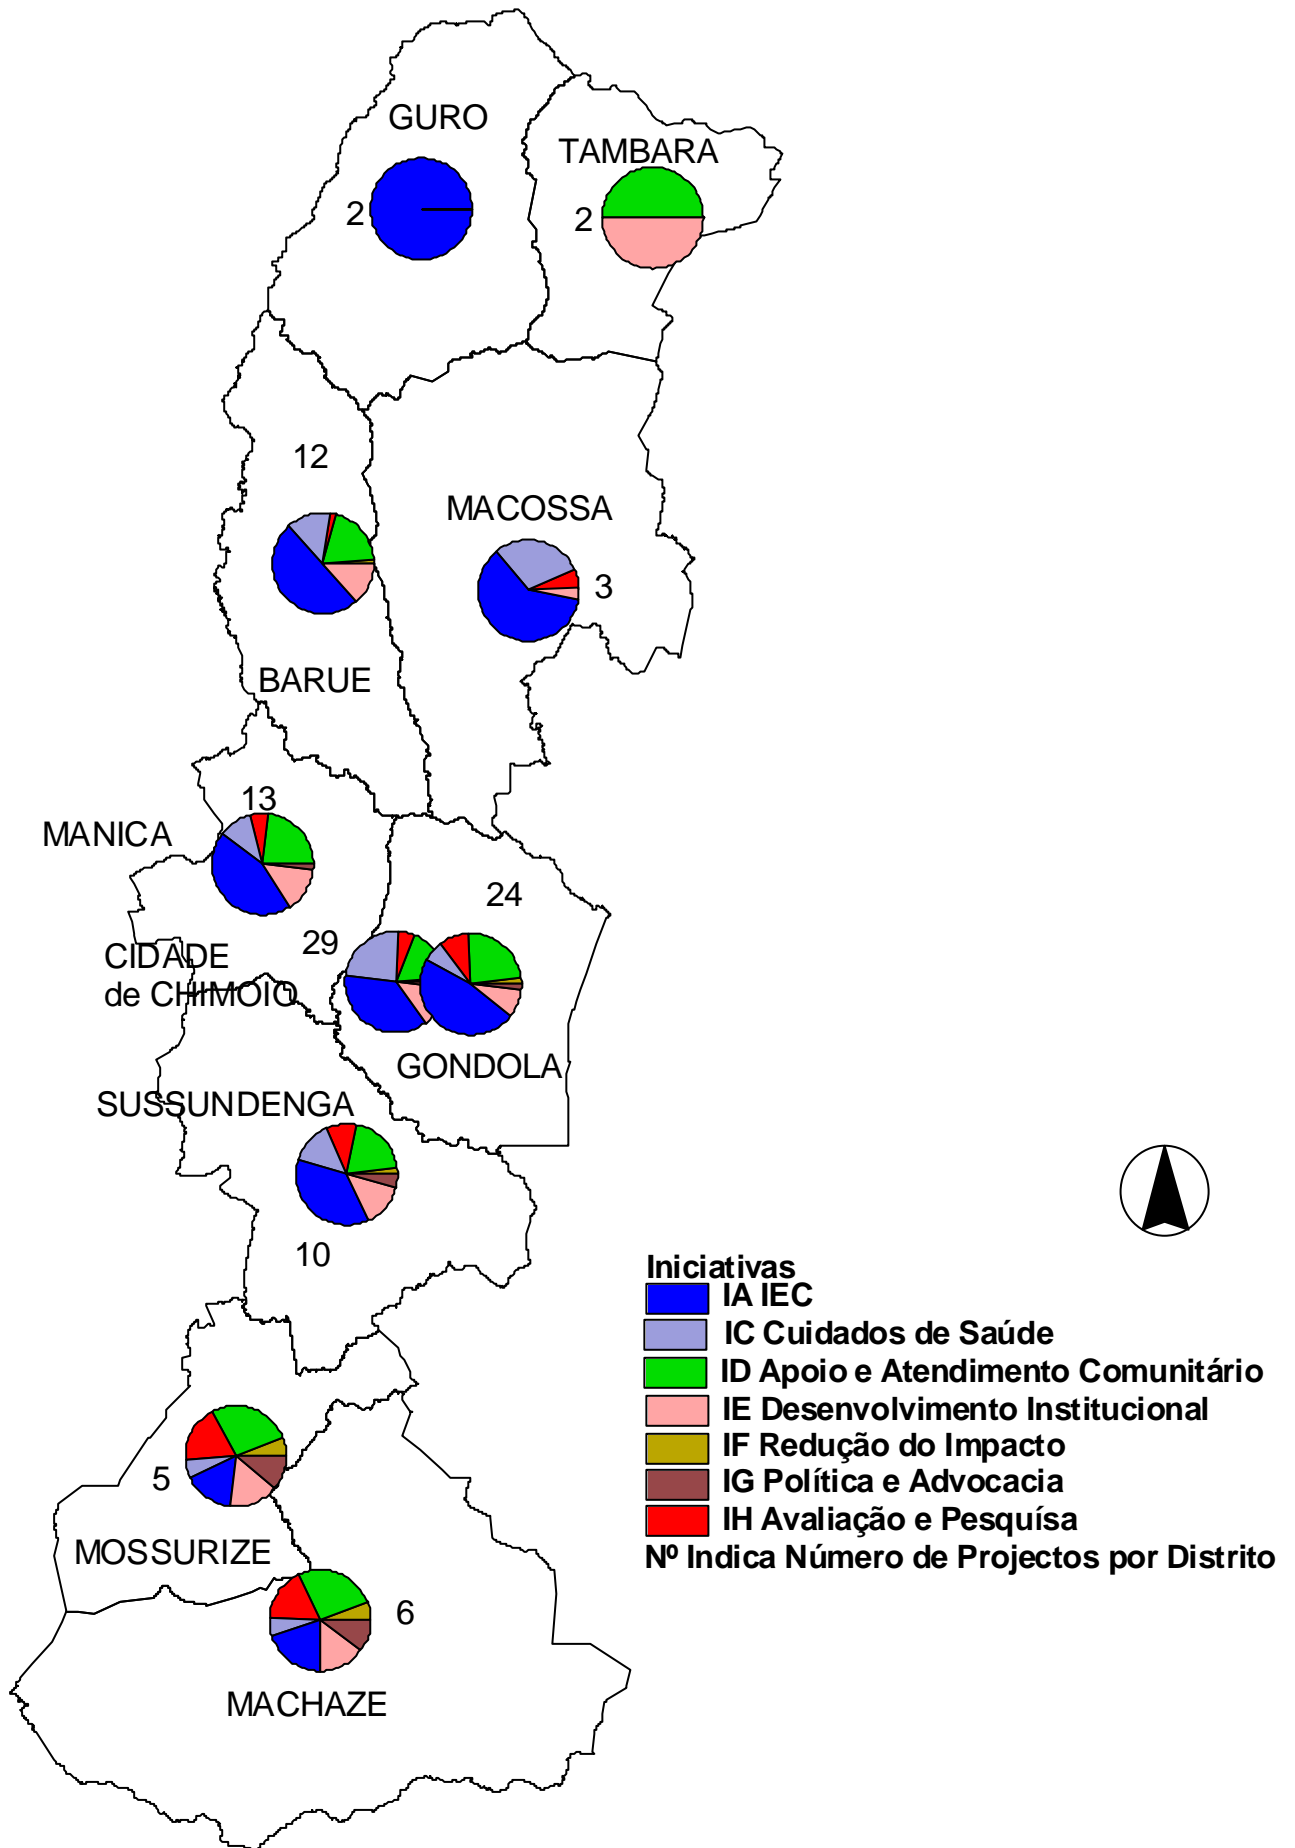 GURO
TAMBARA
2
2
12
MACOSSA
3
BARUE
13
MANICA
24
29
CIDADE
de CHIMOIO
GONDOLA
SUSSUNDENGA
10
Iniciativas
IA IEC
IC Cuidados de Saúde
ID Apoio e Atendimento Comunitário
IE Desenvolvimento Institucional
IF Redução do Impacto
IG Política e Advocacia
IH Avaliação e Pesquísa
Nº Indica Número de Projectos por Distrito
5
MOSSURIZE
6
MACHAZE